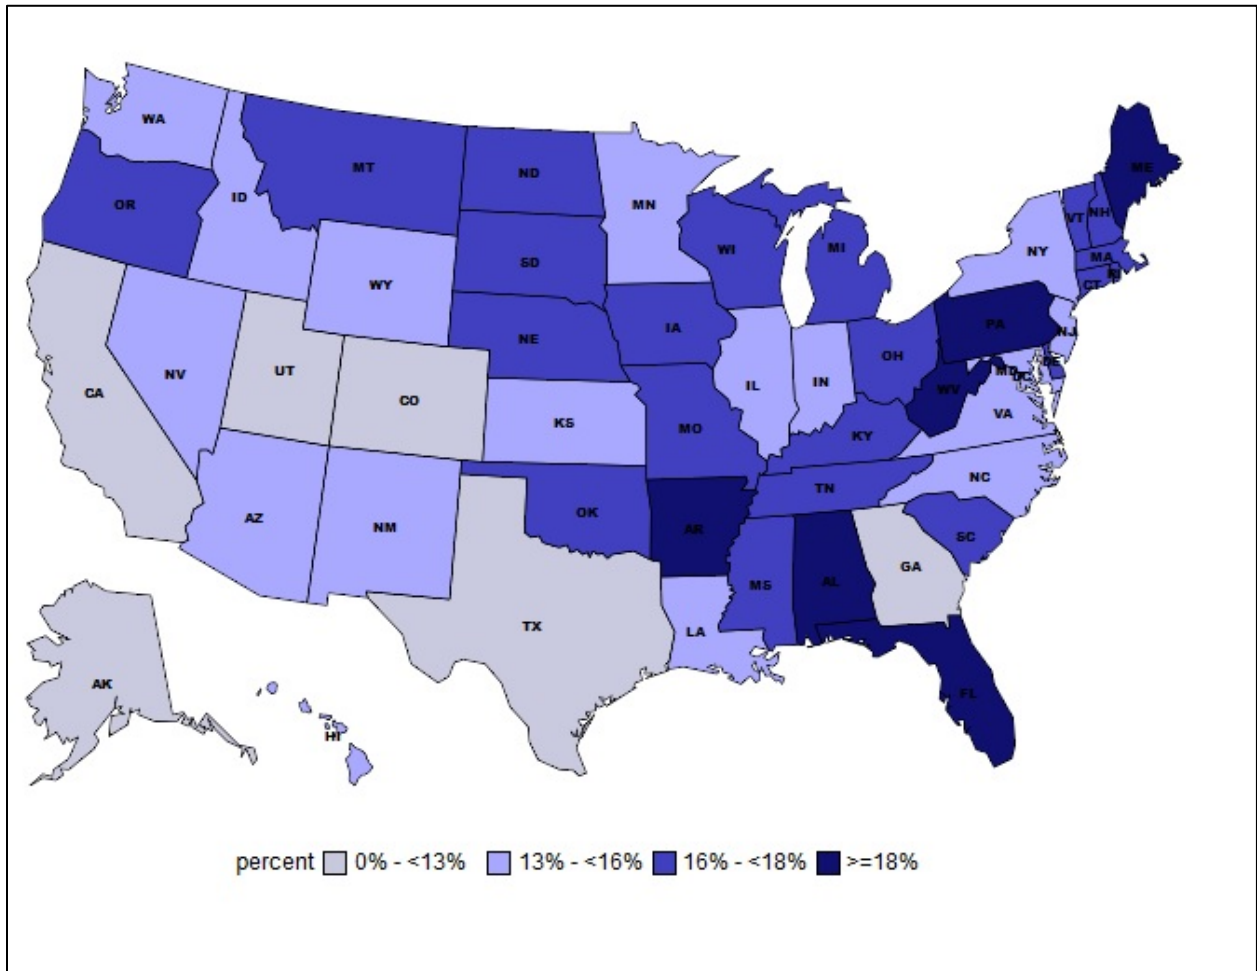 WA
MT
ND
ME
OR
ID
MN
VT
NH
WI
MI
NY
MA
RI
CT
SD
WY
IA
PA
NE
NJ
OH
DE
MD
DC
NV
UT
CO
CA
IL
IN
WV
VA
KS
MO
KY
NC
TN
AZ
NM
OK
AR
SC
MS
AL
GA
TX
LA
AK
FL
HI
percent 0% - <13% 13% - <16% 16% - <18% >=18%